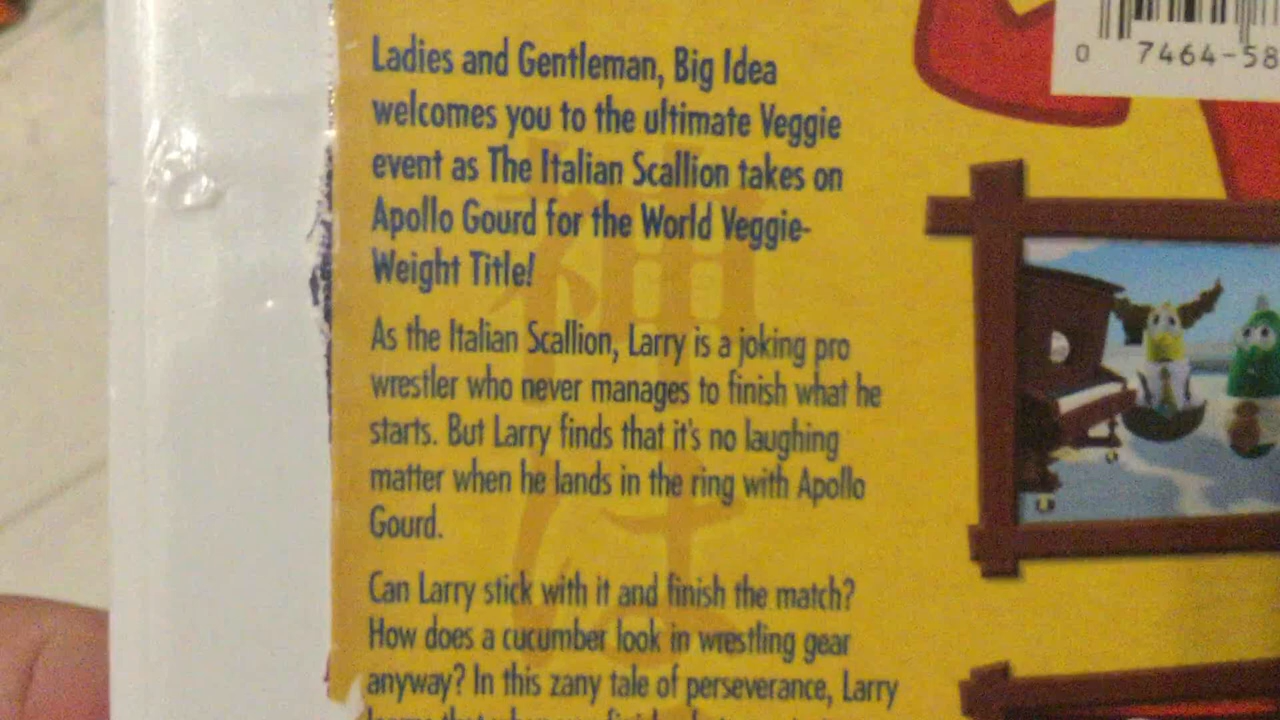 Ladies and Gentleman, Big Idea
welcomes you to the ultimate Veggie
event as The Italian Scallion takes on
Apollo Gourd for the World Veggie-
Weight Title!
As the Italian Scallion, Larry is a joking pro
wrestler who never manages to finish what he
starts. But Larry finds that it's no laughing
matter when he lands in the ring with Apollo
Gourd.
Can Larry stick with it and finish the match?
How does a cucumber look in wrestling gear
anyway? In this zany tale of perseverance, Larry
0 7464-58